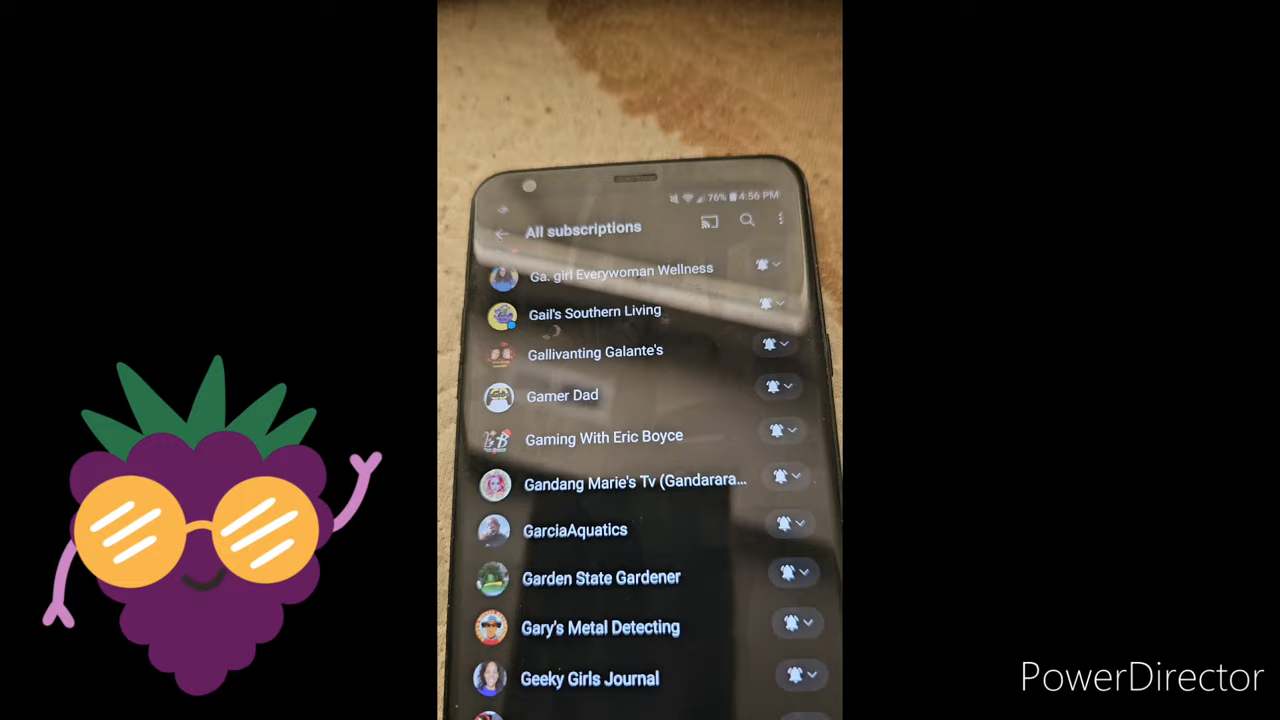 76% 4:56 PM
All subscriptions
Ga. girl Everywoman Wellness
Gail's Southern Living
Gallivanting Galante's
Gamer Dad
Gaming With Eric Boyce
Gandang Marie's Tv (Gandarara...
GarciaAquatics
Garden State Gardener
Gary's Metal Detecting
Geeky Girls Journal
PowerDirector